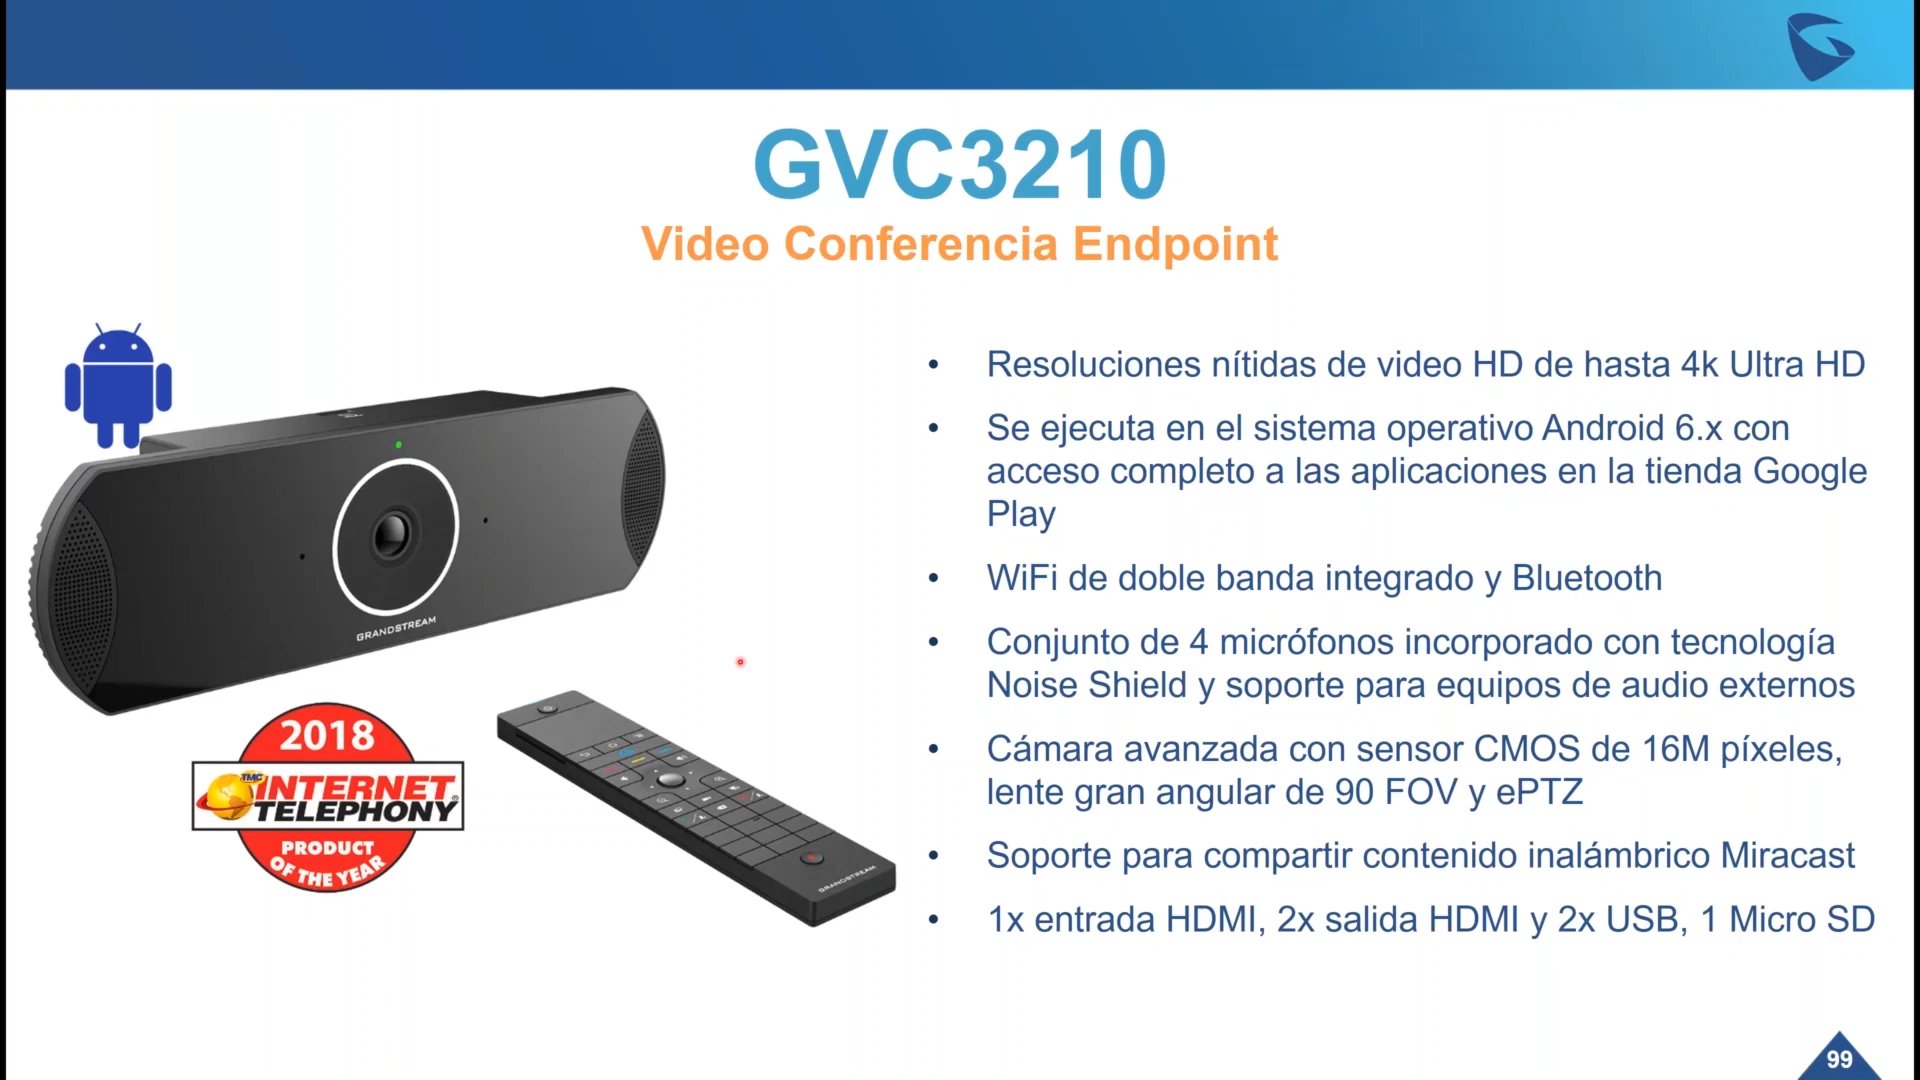 GVC3210
Video Conferencia Endpoint
• Resoluciones nítidas de video HD de hasta 4k Ultra HD
• Se ejecuta en el sistema operativo Android 6.x con
acceso completo a las aplicaciones en la tienda Google
Play
• WiFi de doble banda integrado y Bluetooth
• Conjunto de 4 micrófonos incorporado con tecnología
Noise Shield y soporte para equipos de audio externos
• Cámara avanzada con sensor CMOS de 16M píxeles,
lente gran angular de 90 FOV y ePTZ
• Soporte para compartir contenido inalámbrico Miracast
• 1x entrada HDMI, 2x salida HDMI y 2x USB, 1 Micro SD
GRANDSTREAM
2018
TMC
INTERNET
TELEPHONY®
PRODUCT
OF THE YEAR
GRANDSTREAM
99